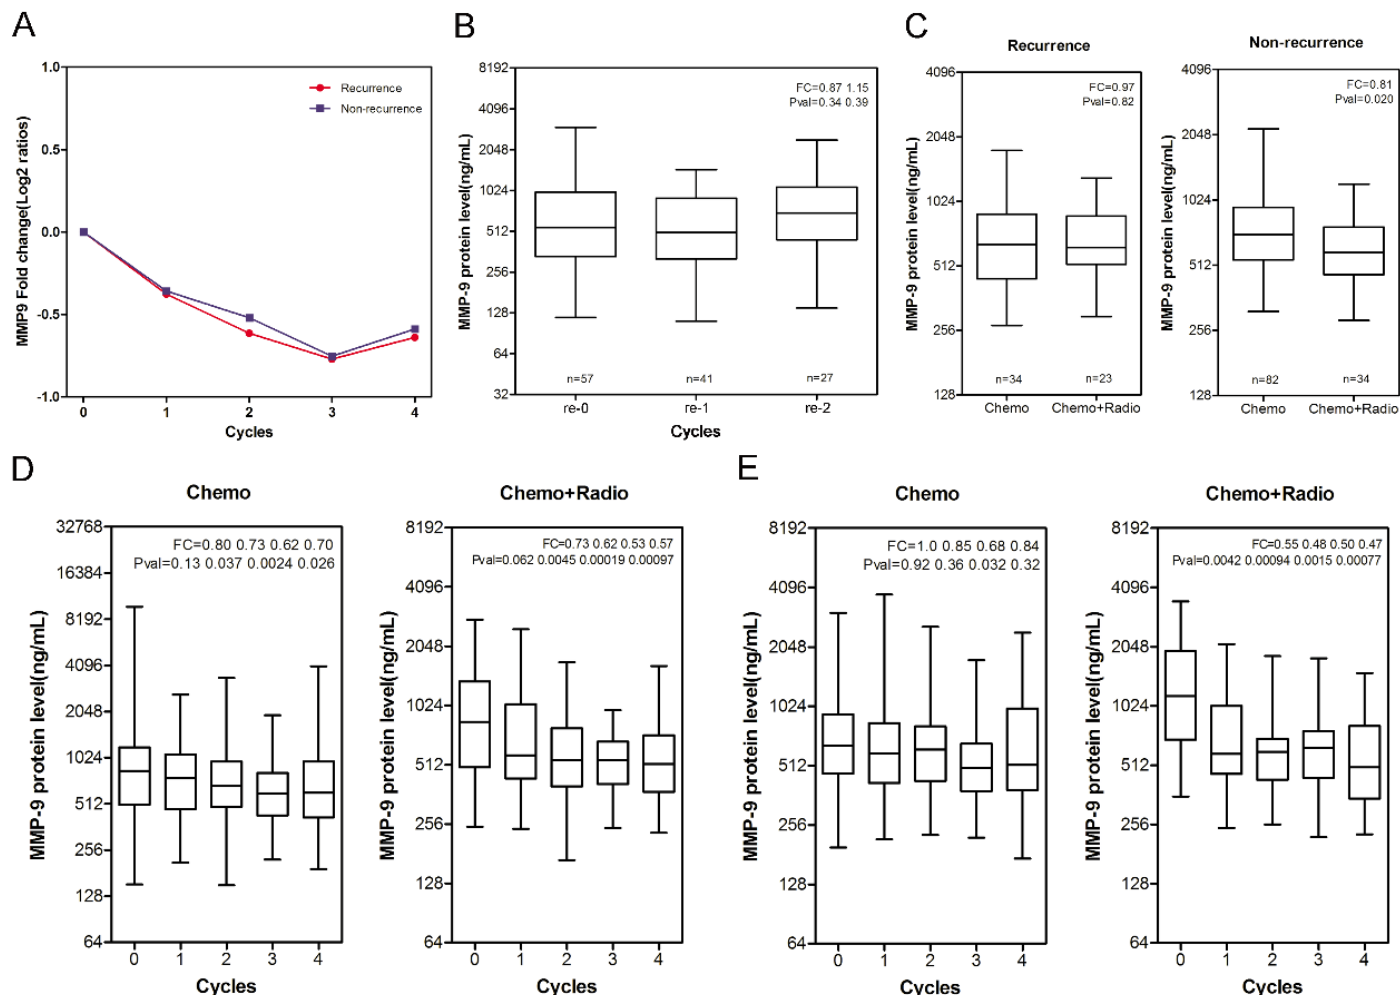 A
MMP9 Fold change(Log2 ratios)
1.0
0.5
0.0
-0.5
-1.0
Recurrence
Non-recurrence
0 1 2 3 4
Cycles
B
MMP-9 protein level(ng/mL)
8192
4096
2048
1024
512
256
128
64
32
FC=0.87 1.15
Pval=0.34 0.39
n=57 n=41 n=27
re-0 re-1 re-2
Cycles
C
Recurrence
MMP-9 protein level(ng/mL)
4096
2048
1024
512
256
128
FC=0.97
Pval=0.82
n=34 n=23
Chemo Chemo+Radio
Non-recurrence
MMP-9 protein level(ng/mL)
4096
2048
1024
512
256
128
FC=0.81
Pval=0.020
n=82 n=34
Chemo Chemo+Radio
D
Chemo
MMP-9 protein level(ng/mL)
32768
16384
8192
4096
2048
1024
512
256
128
64
FC=0.80 0.73 0.62 0.70
Pval=0.13 0.037 0.0024 0.026
0 1 2 3 4
Cycles
Chemo+Radio
MMP-9 protein level(ng/mL)
8192
4096
2048
1024
512
256
128
64
FC=0.73 0.62 0.53 0.57
Pval=0.062 0.0045 0.00019 0.00097
0 1 2 3 4
Cycles
E
Chemo
MMP-9 protein level(ng/mL)
8192
4096
2048
1024
512
256
128
64
FC=1.0 0.85 0.68 0.84
Pval=0.92 0.36 0.032 0.32
0 1 2 3 4
Cycles
Chemo+Radio
MMP-9 protein level(ng/mL)
8192
4096
2048
1024
512
256
128
64
FC=0.55 0.48 0.50 0.47
Pval=0.0042 0.00094 0.0015 0.00077
0 1 2 3 4
Cycles